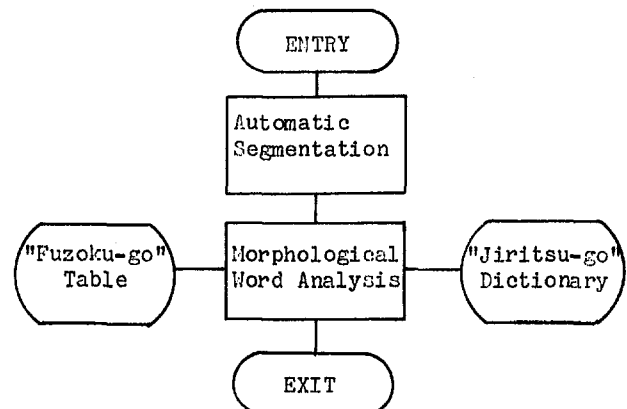 ENTRY
Automatic
Segmentation
"Fuzoku-go"
Table
Morphological
Word Analysis
"Jiritsu-go"
Dictionary
EXIT